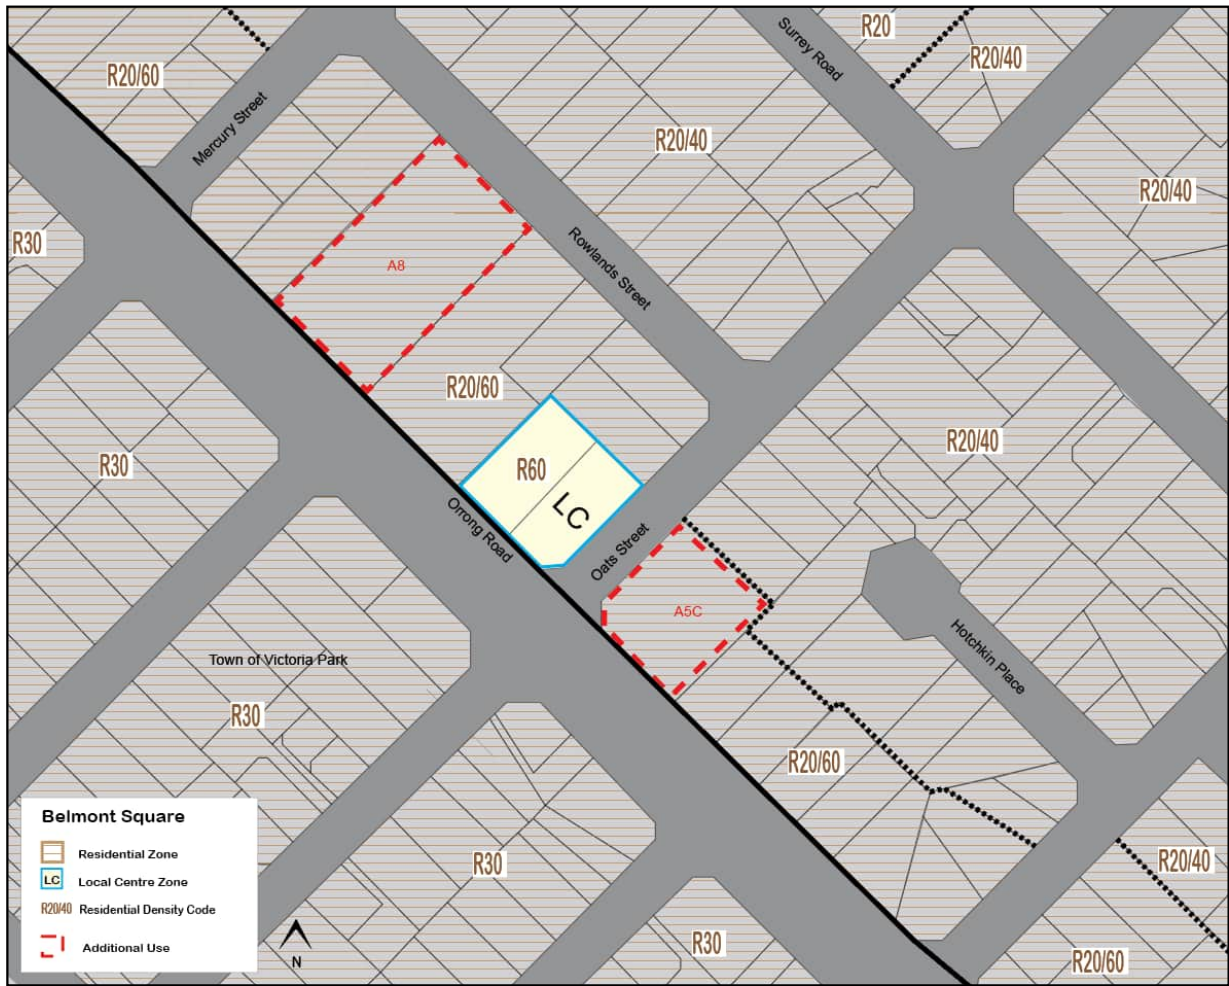 Surrey Road
R20
R20/40
R20/60
Mercury Street
R20/40
R20/40
R30
A8
Rowlands Street
R20/60
R20/40
R30
R60
LC
Orrong Road
Oats Street
A5C
Hotchkin Place
Town of Victoria Park
R30
R20/60
Belmont Square
Residential Zone
LC Local Centre Zone
R20/40 Residential Density Code
Additional Use
N
R30
R20/40
R30
R20/60